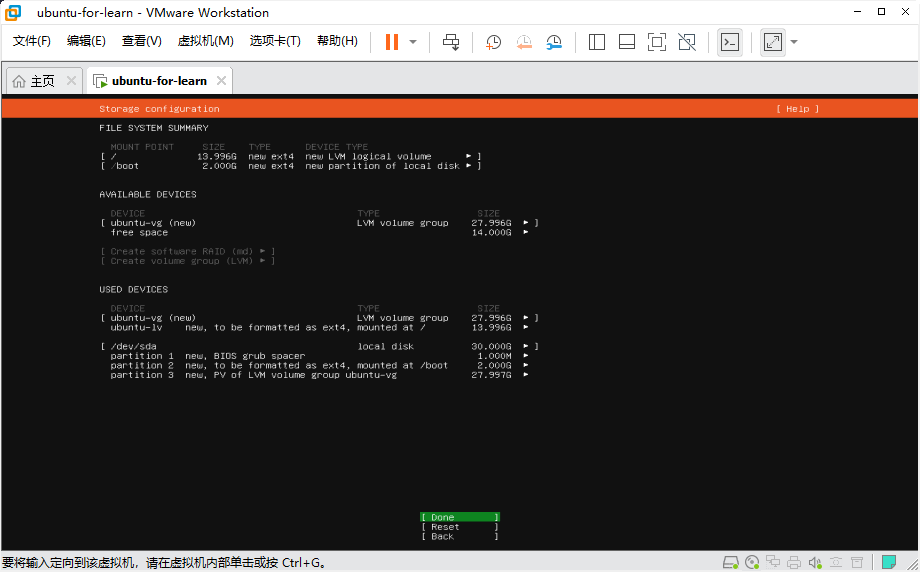 ubuntu-for-learn - VMware Workstation
文件(F) 编辑(E) 查看(V) 虚拟机(M) 选项卡(T) 帮助(H)
主页 ubuntu-for-learn
Storage configuration [ Help ]
FILE SYSTEM SUMMARY
MOUNT POINT SIZE TYPE DEVICE TYPE
[ / 13.996G new ext4 new LVM logical volume ▸ ]
[ /boot 2.000G new ext4 new partition of local disk ▸ ]
AVAILABLE DEVICES
DEVICE TYPE SIZE
[ ubuntu-vg (new) LVM volume group 27.996G ▸ ]
free space 14.000G ▸
[ Create software RAID (md) ▸ ]
[ Create volume group (LVM) ▸ ]
USED DEVICES
DEVICE TYPE SIZE
[ ubuntu-vg (new) LVM volume group 27.996G ▸ ]
ubuntu-lv new, to be formatted as ext4, mounted at / 13.996G ▸
[ /dev/sda local disk 30.000G ▸ ]
partition 1 new, BIOS grub spacer 1.000M ▸
partition 2 new, to be formatted as ext4, mounted at /boot 2.000G ▸
partition 3 new, PV of LVM volume group ubuntu-vg 27.997G ▸
[ Done ]
[ Reset ]
[ Back ]
要将输入定向到该虚拟机，请在虚拟机内部单击或按 Ctrl+G。